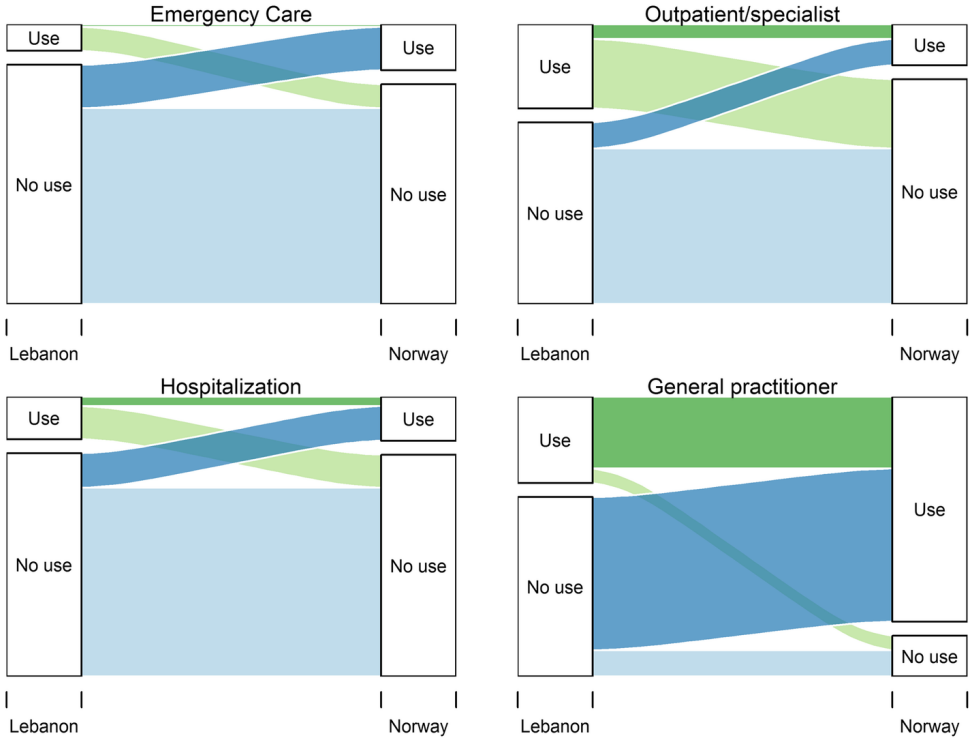 Emergency Care
Use
Use
No use
No use
Lebanon
Norway
Outpatient/specialist
Use
Use
No use
No use
Lebanon
Norway
Hospitalization
Use
Use
No use
No use
Lebanon
Norway
General practitioner
Use
Use
No use
No use
Lebanon
Norway